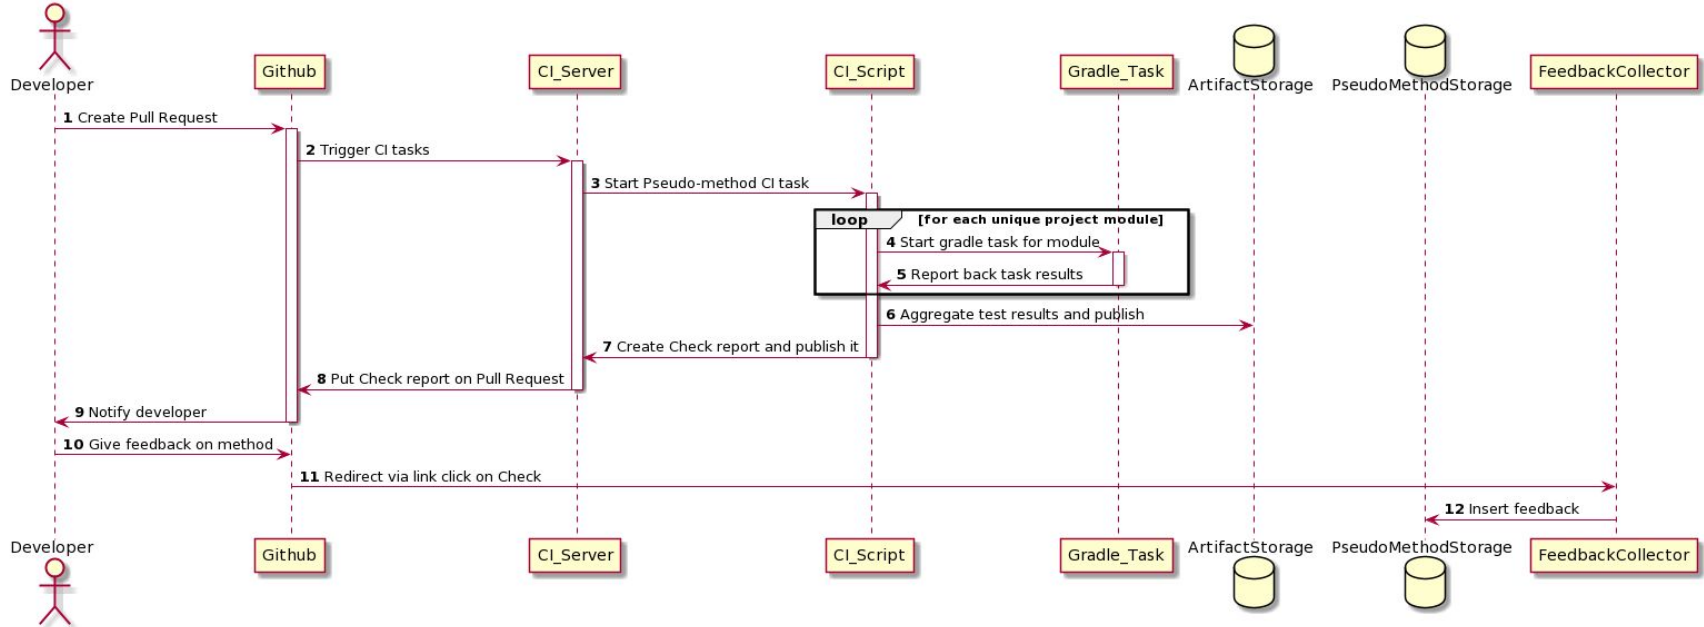 Developer
Github
CI_Server
CI_Script
Gradle_Task
ArtifactStorage
PseudoMethodStorage
FeedbackCollector
1 Create Pull Request
2 Trigger CI tasks
3 Start Pseudo-method CI task
loop [for each unique project module]
4 Start gradle task for module
5 Report back task results
6 Aggregate test results and publish
7 Create Check report and publish it
8 Put Check report on Pull Request
9 Notify developer
10 Give feedback on method
11 Redirect via link click on Check
12 Insert feedback
Developer
Github
CI_Server
CI_Script
Gradle_Task
ArtifactStorage
PseudoMethodStorage
FeedbackCollector